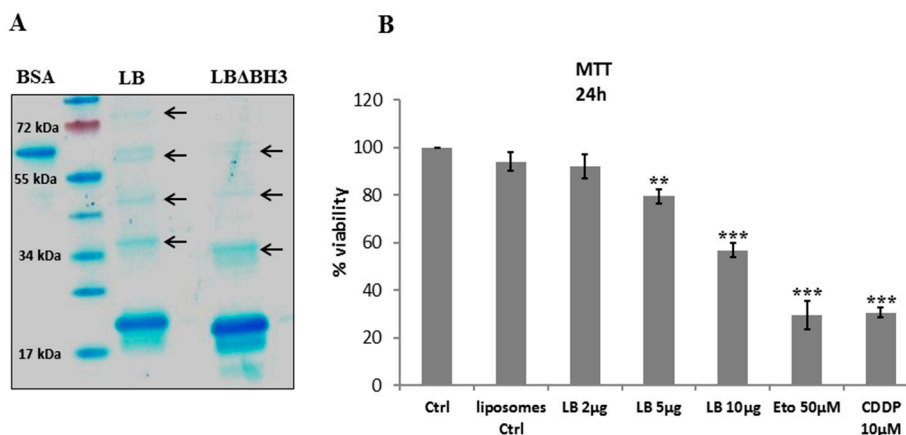 A
BSA LB LBΔBH3
72 kDa
55 kDa
34 kDa
17 kDa
B
MTT
24h
% viability
120
100
80
60
40
20
0
**
***
***
***
Ctrl liposomes Ctrl LB 2μg LB 5μg LB 10μg Eto 50μM CDDP 10μM